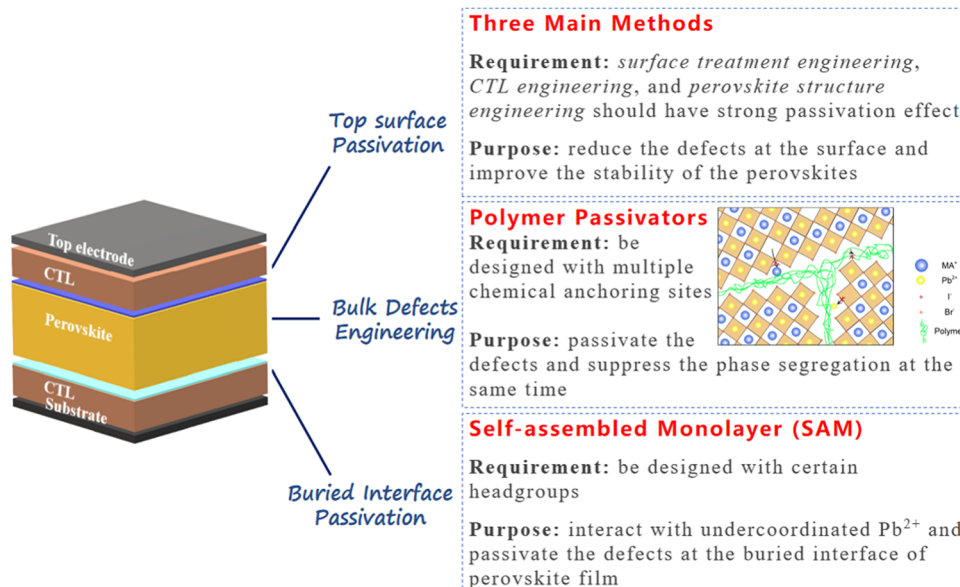 Top electrode
CTL
Perovskite
CTL
Substrate
Top surface
Passivation
Bulk Defects
Engineering
Buried Interface
Passivation
Three Main Methods
Requirement: surface treatment engineering,
CTL engineering, and perovskite structure
engineering should have strong passivation effect
Purpose: reduce the defects at the surface and
improve the stability of the perovskites
Polymer Passivators
Requirement: be
designed with multiple
chemical anchoring sites
MA⁺
Pb²⁺
I⁻
Br⁻
Polyme
Purpose: passivate the
defects and suppress the phase segregation at the
same time
Self-assembled Monolayer (SAM)
Requirement: be designed with certain
headgroups
Purpose: interact with undercoordinated Pb²⁺ and
passivate the defects at the buried interface of
perovskite film